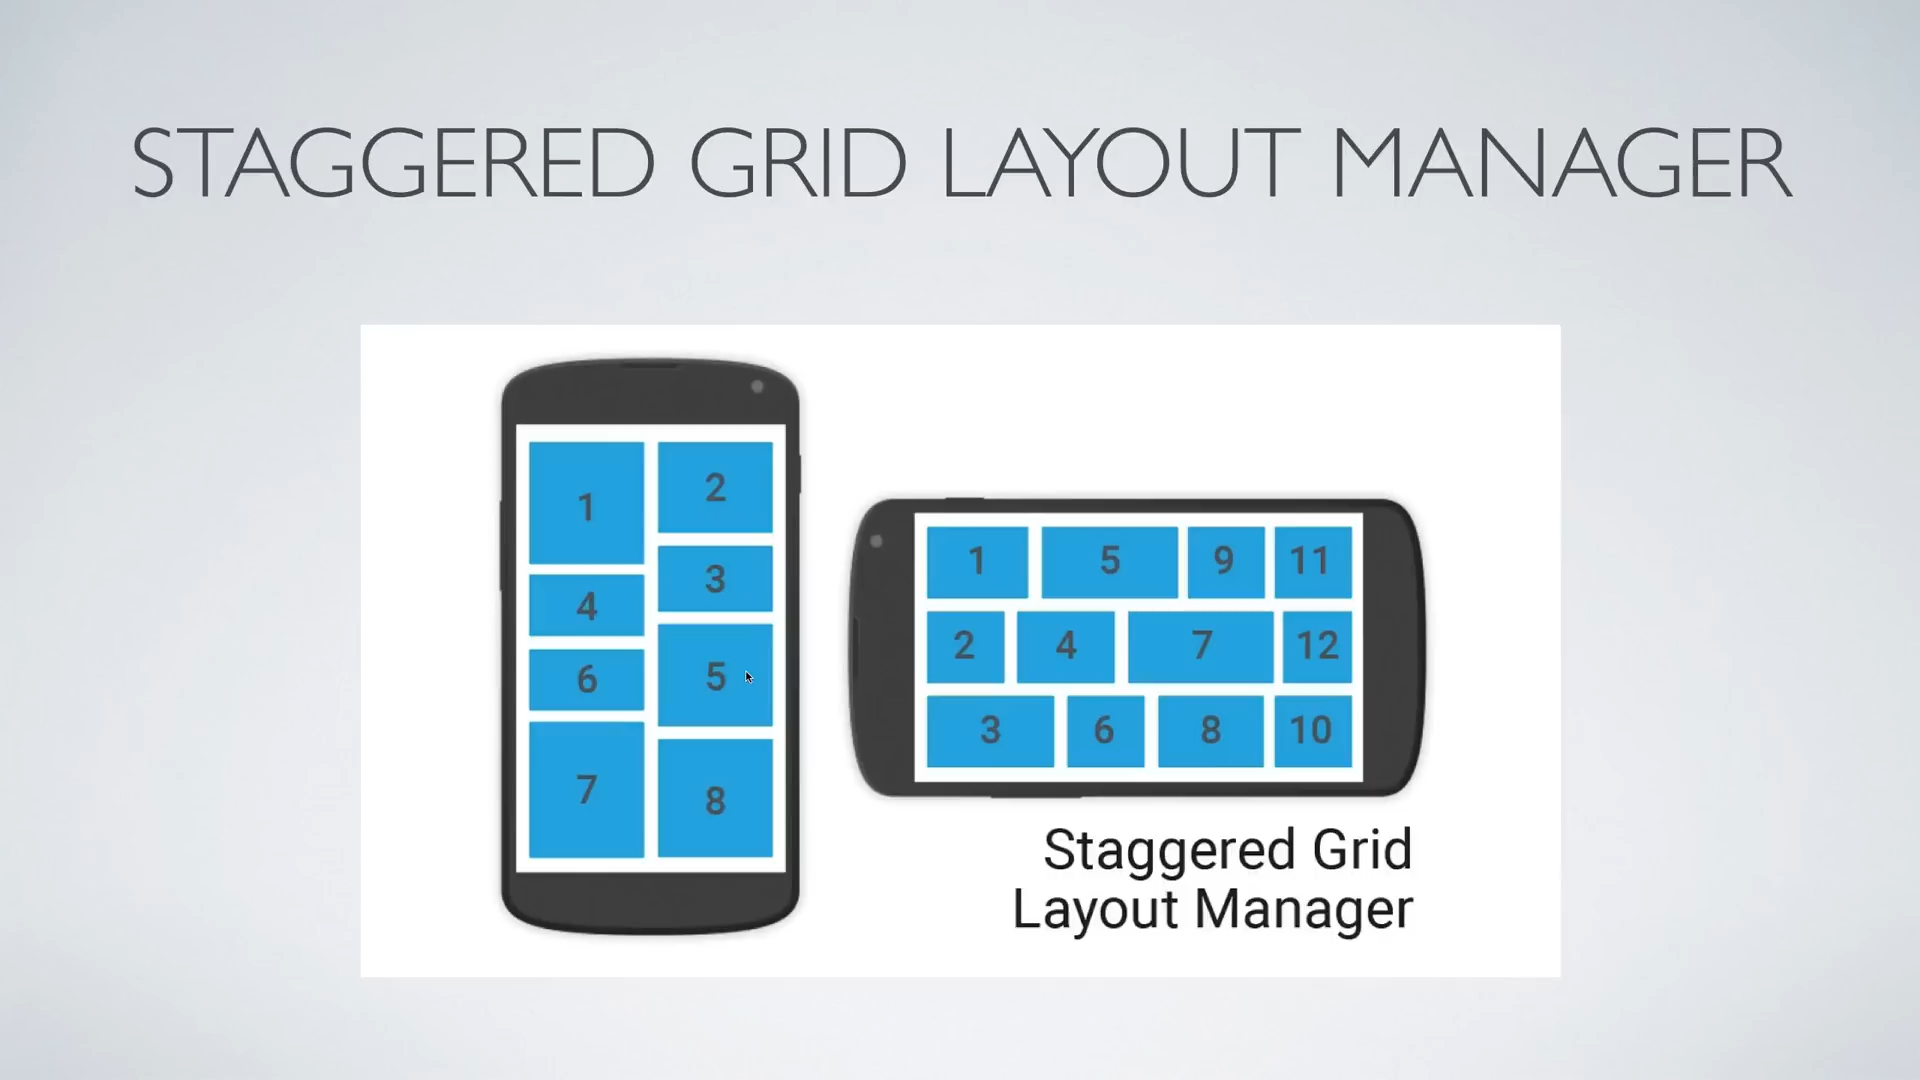 STAGGERED GRID LAYOUT MANAGER
1
2
3
4
5
6
7
8
1 5 9 11
2 4 7 12
3 6 8 10
Staggered Grid
Layout Manager